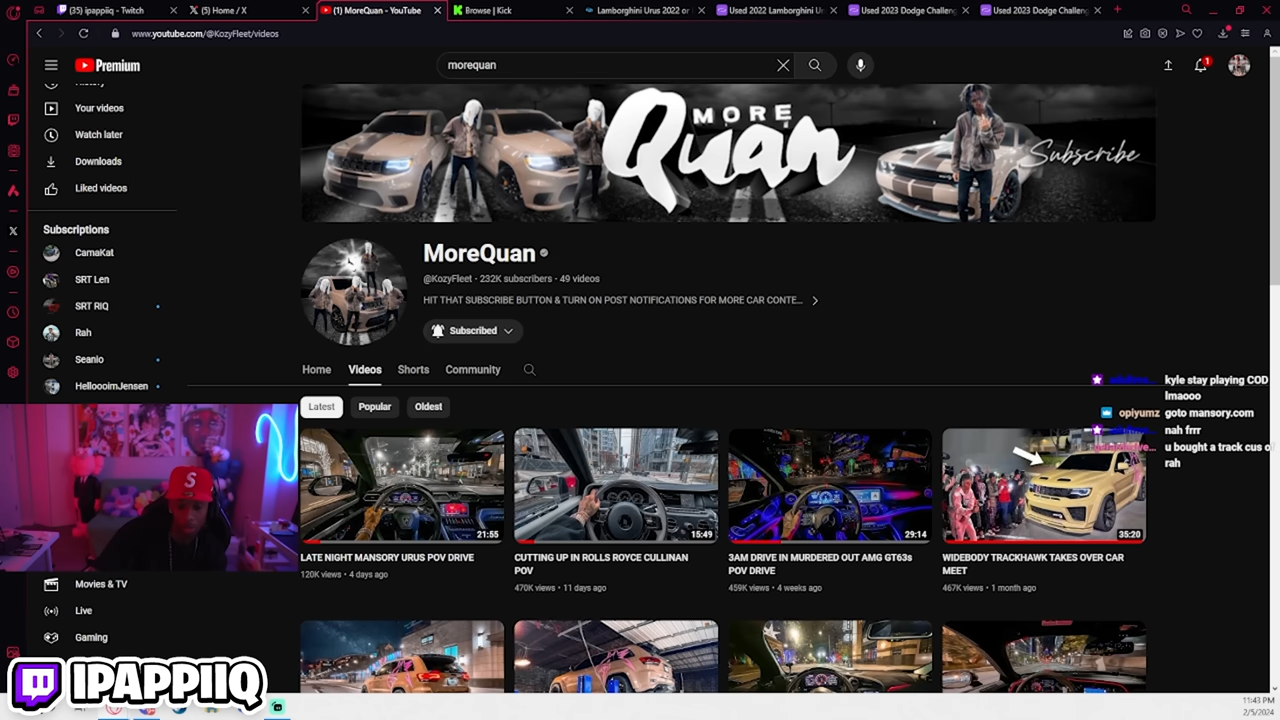 (35) ipappiiq - Twitch
(5) Home / X
(1) MoreQuan - YouTube
Browse | Kick
Lamborghini Urus 2022 or
Used 2022 Lamborghini U
Used 2023 Dodge Challen
Used 2023 Dodge Challen
www.youtube.com/@KozyFleet/videos
Premium
morequan
1
History
Your videos
Watch later
Downloads
Liked videos
Subscriptions
CamaKat
SRT Len
SRT RIQ
Rah
Seanio
HelloooimJensen
MORE
Quan
Subscribe
MoreQuan
@KozyFleet · 232K subscribers · 49 videos
HIT THAT SUBSCRIBE BUTTON & TURN ON POST NOTIFICATIONS FOR MORE CAR CONTE...
Subscribed
Home Videos Shorts Community
Latest Popular Oldest
21:55
LATE NIGHT MANSORY URUS POV DRIVE
120K views • 4 days ago
15:49
CUTTING UP IN ROLLS ROYCE CULLINAN
POV
470K views • 11 days ago
29:14
3AM DRIVE IN MURDERED OUT AMG GT63s
POV DRIVE
459K views • 4 weeks ago
35:20
WIDEBODY TRACKHAWK TAKES OVER CAR
MEET
467K views • 1 month ago
kyle stay playing COD
lmaooo
opiyumz goto mansory.com
nah frrr
u bought a track cus o
rah
S
Movies & TV
Live
Gaming
IPAPPIIQ
11:43 PM
2/5/2024